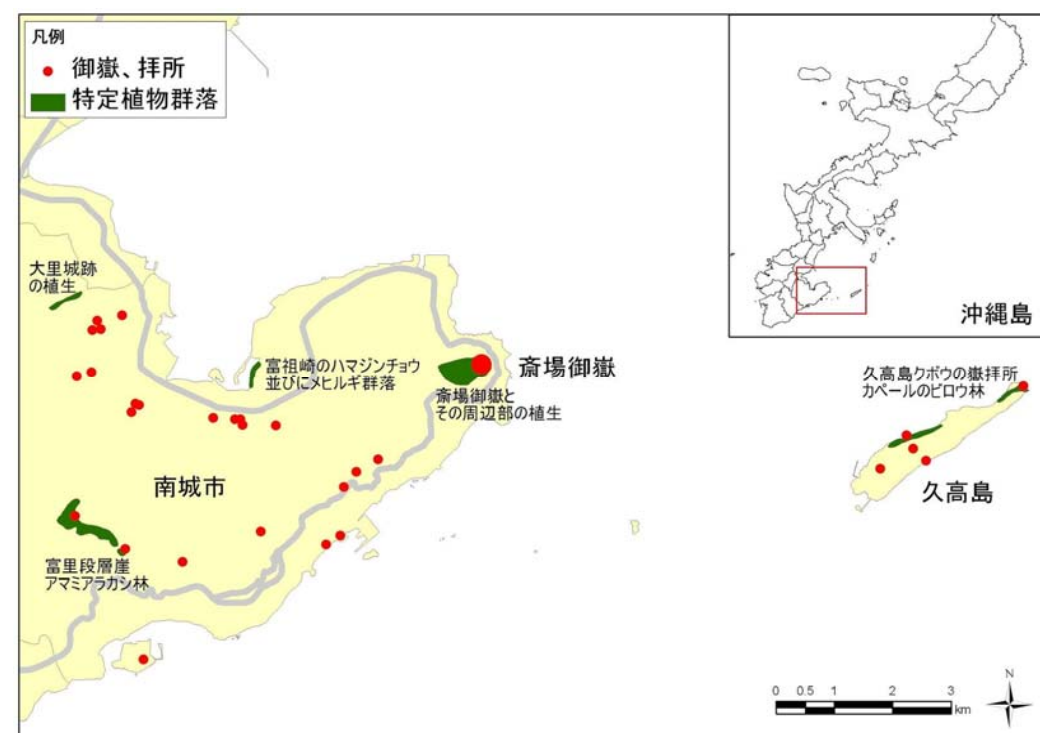 凡例
御嶽、拝所
特定植物群落
沖縄島
大里城跡
の植生
富祖崎のハマジンチョウ
並びにメヒルギ群落
斎場御嶽
斎場御嶽と
その周辺部の植生
久高島クボウの嶽拝所
カベールのビロウ林
久高島
南城市
富里段層崖
アマミアラカシ林
N
0 0.5 1 2 3
km